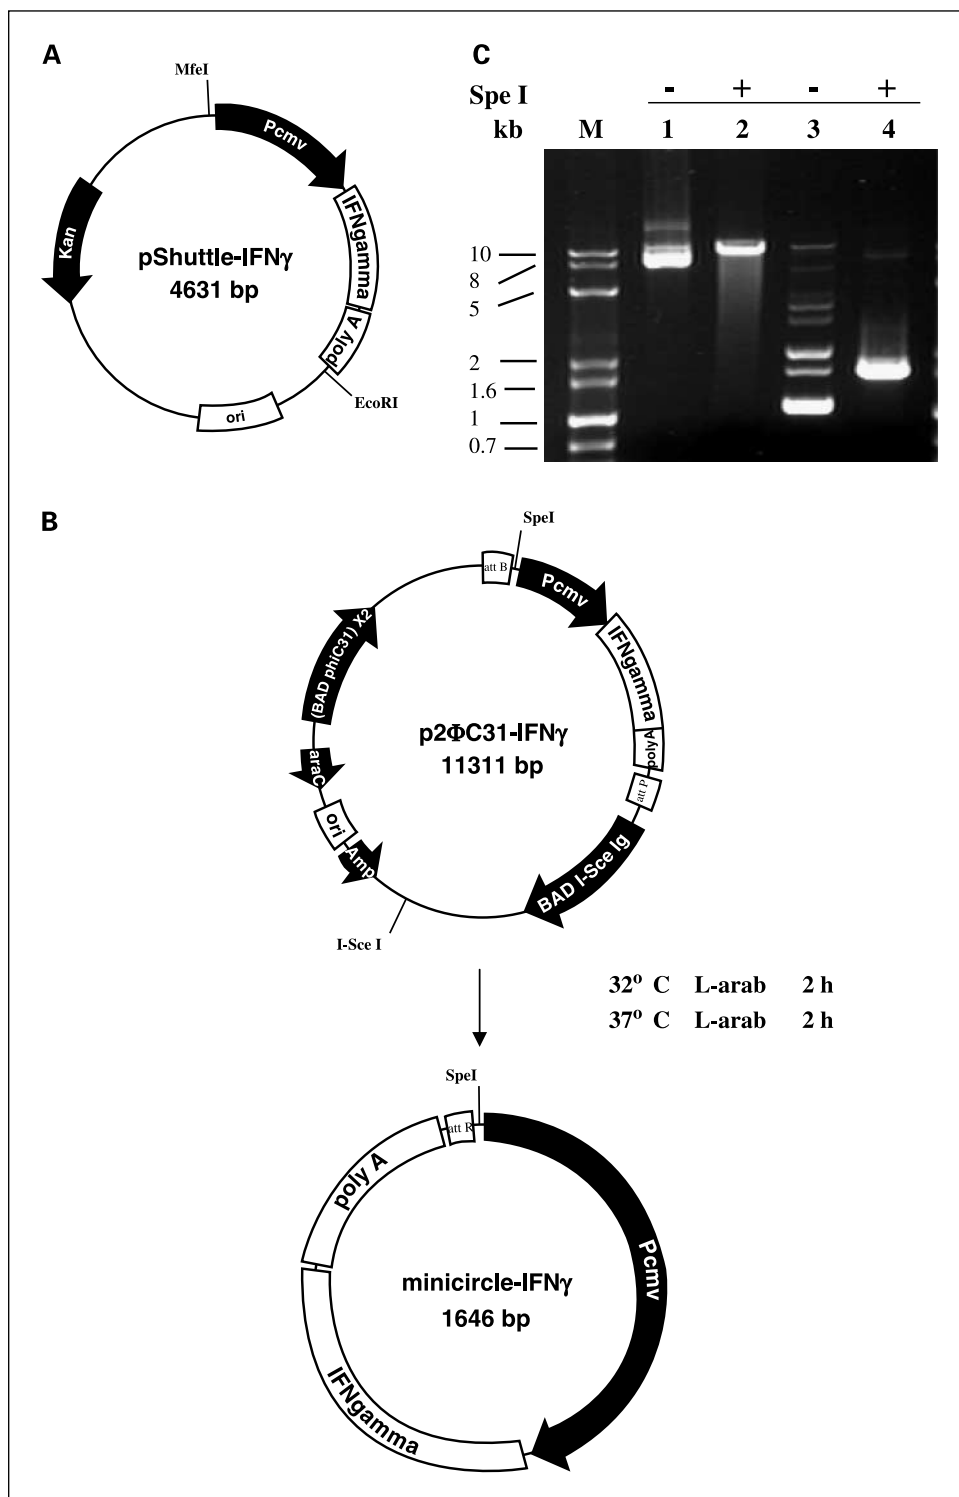 A
MfeI
Pcmv
IFNgamma
poly A
EcoRI
ori
Kan
pShuttle-IFNγ
4631 bp
C
Spe I - + - +
kb M 1 2 3 4
10
8
5
2
1.6
1
0.7
B
SpeI
att B
Pcmv
IFNgamma
polyA
att P
BAD I-Sce Ig
I-Sce I
Amp
ori
araC
(BAD phiC31) X2
p2ΦC31-IFNγ
11311 bp
32º C L-arab 2 h
37º C L-arab 2 h
SpeI
att R
Pcmv
poly A
IFNgamma
minicircle-IFNγ
1646 bp